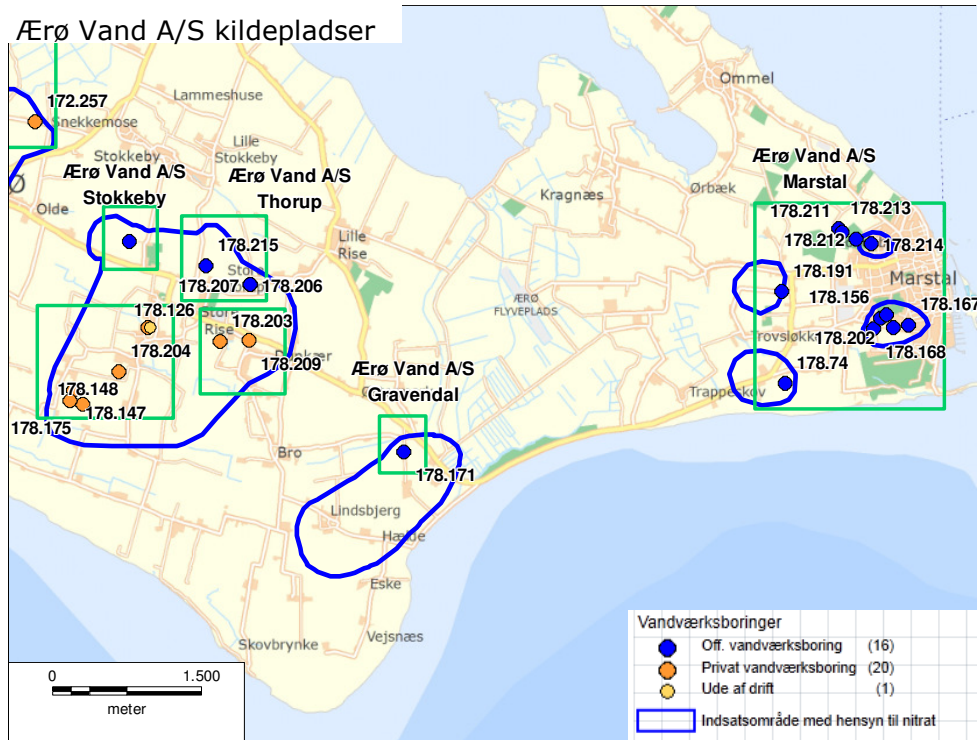 Ærø Vand A/S kildepladser
172.257
Snekkemose
Lammeshuse
Ommel
Stokkeby
Lille
Stokkeby
Ærø Vand A/S
Stokkeby
Ærø Vand A/S
Thorup
Ærø Vand A/S
Marstal
Ø
Olde
Kragnæs
Ørbæk
Lille
Rise
178.211
178.213
178.212
178.214
178.215
178.207
178.206
178.191
Marstal
ÆRØ
FLYVEPLADS
178.156
178.167
178.126
178.203
Store
Rise
178.204
178.209
178.202
178.168
178.74
Ærø Vand A/S
Gravendal
Trappeskov
178.148
178.147
178.175
Bro
178.171
Lindsbjerg
Hælde
Eske
Skovbrynke
Vejsnæs
0 1.500
meter
Vandværksboringer
Off. vandværksboring (16)
Privat vandværksboring (20)
Ude af drift (1)
Indsatsområde med hensyn til nitrat